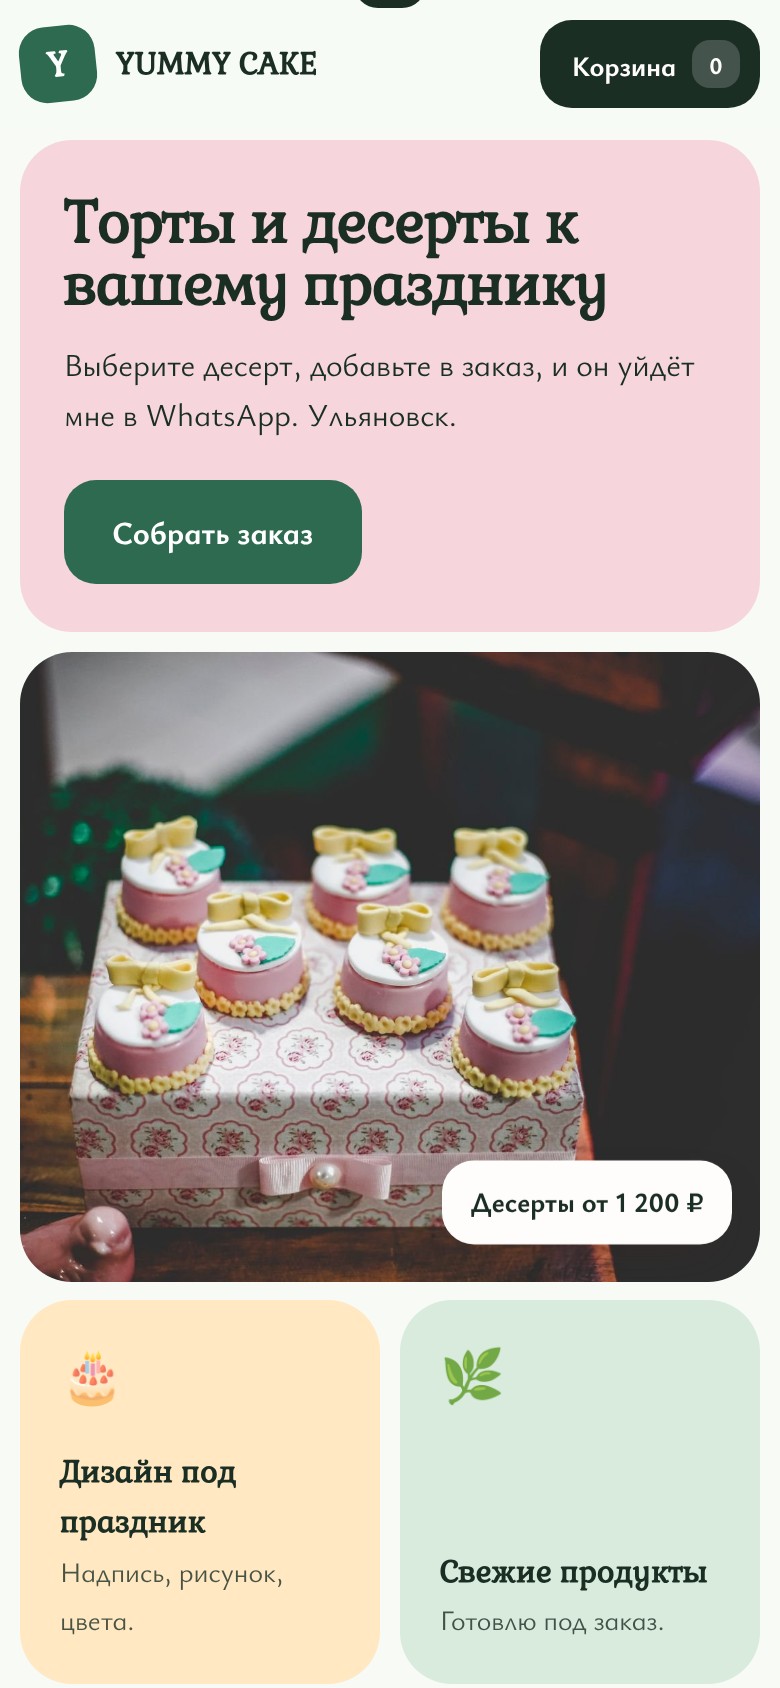 Y
YUMMY CAKE
Корзина 0
Торты и десерты к
вашему празднику
Выберите десерт, добавьте в заказ, и он уйдёт
мне в WhatsApp. Ульяновск.
Собрать заказ
Десерты от 1 200 ₽
Дизайн под
праздник
Надпись, рисунок,
цвета.
Свежие продукты
Готовлю под заказ.